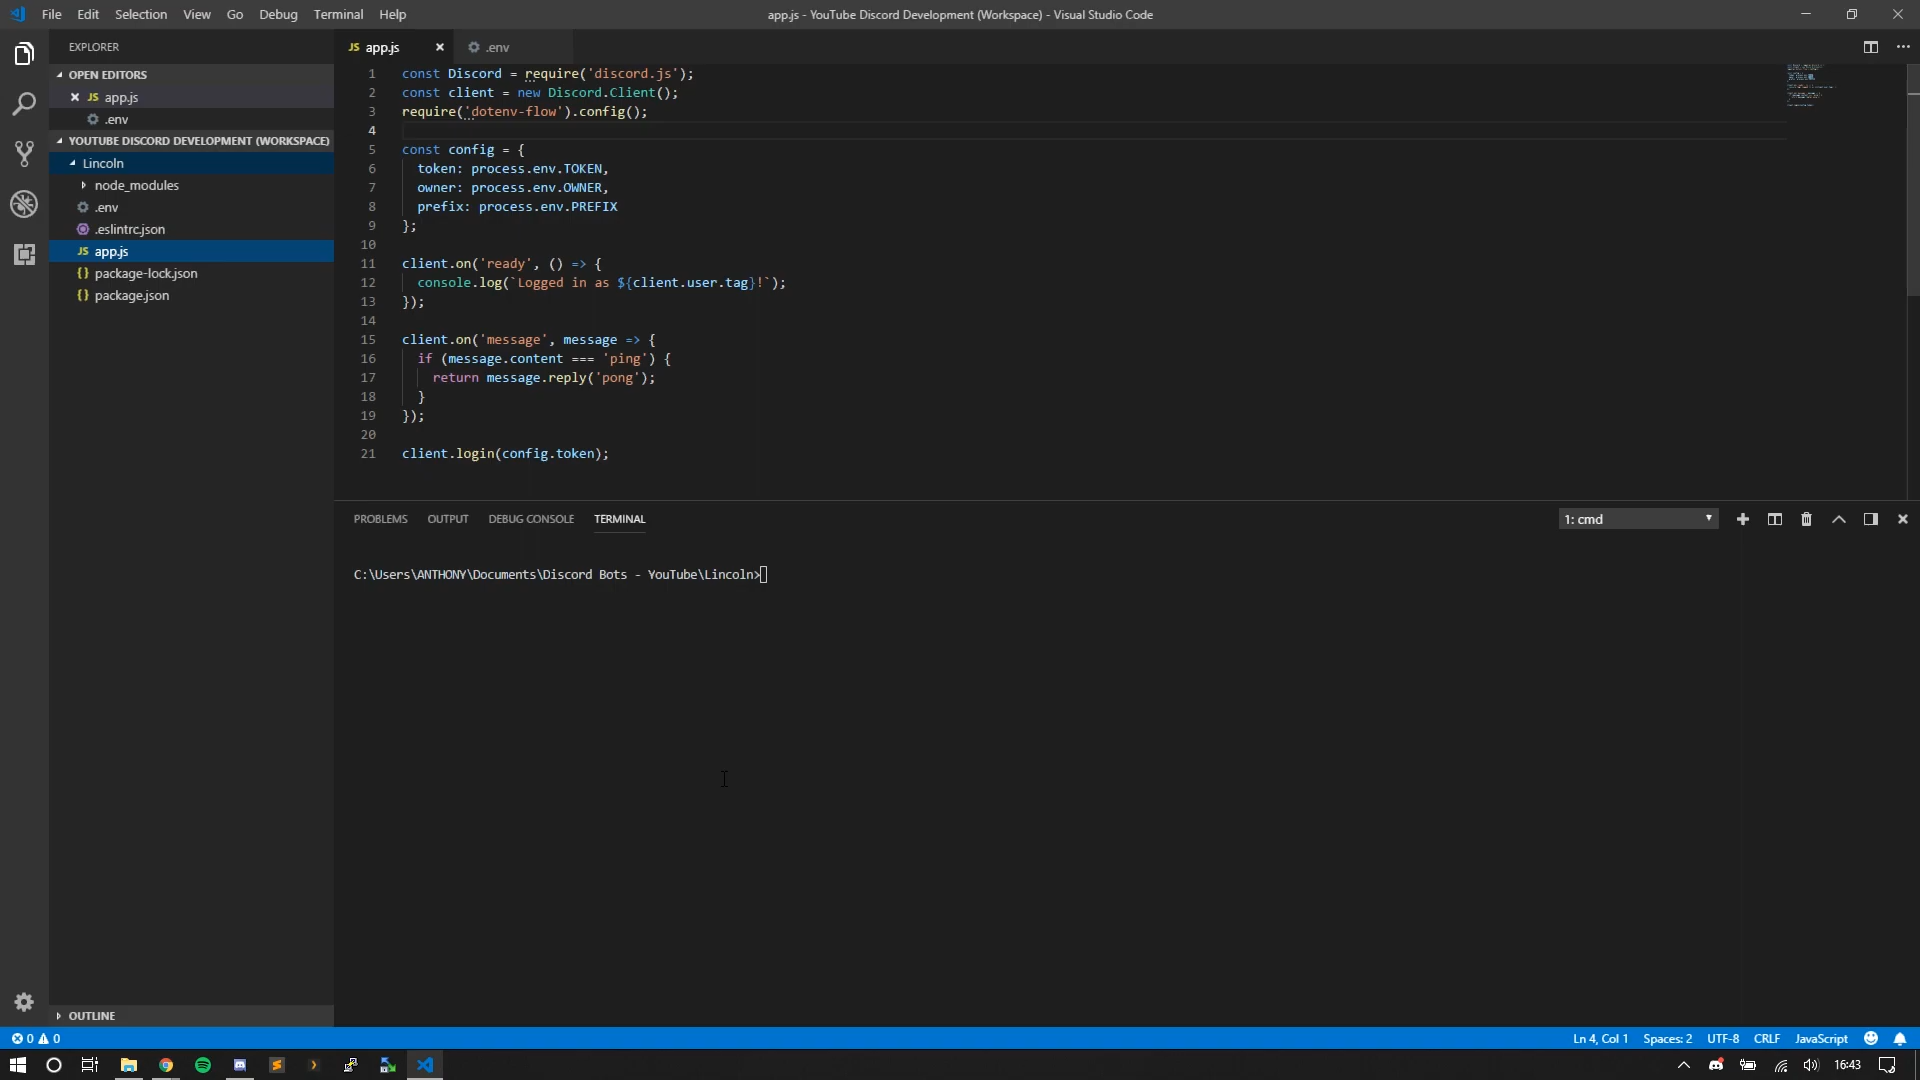 File Edit Selection View Go Debug Terminal Help
app.js - YouTube Discord Development (Workspace) - Visual Studio Code
EXPLORER
OPEN EDITORS
JS app.js
.env
YOUTUBE DISCORD DEVELOPMENT (WORKSPACE)
Lincoln
node_modules
.env
.eslintrc.json
JS app.js
{} package-lock.json
{} package.json
OUTLINE
JS app.js
.env
1 const Discord = require('discord.js');
2 const client = new Discord.Client();
3 require('dotenv-flow').config();
4
5 const config = {
6 token: process.env.TOKEN,
7 owner: process.env.OWNER,
8 prefix: process.env.PREFIX
9 };
10
11 client.on('ready', () => {
12 console.log(`Logged in as ${client.user.tag}!`);
13 });
14
15 client.on('message', message => {
16 if (message.content === 'ping') {
17 return message.reply('pong');
18 }
19 });
20
21 client.login(config.token);
PROBLEMS OUTPUT DEBUG CONSOLE TERMINAL
1: cmd
C:\Users\ANTHONY\Documents\Discord Bots - YouTube\Lincoln>
0 0
Ln 4, Col 1 Spaces: 2 UTF-8 CRLF JavaScript
16:43